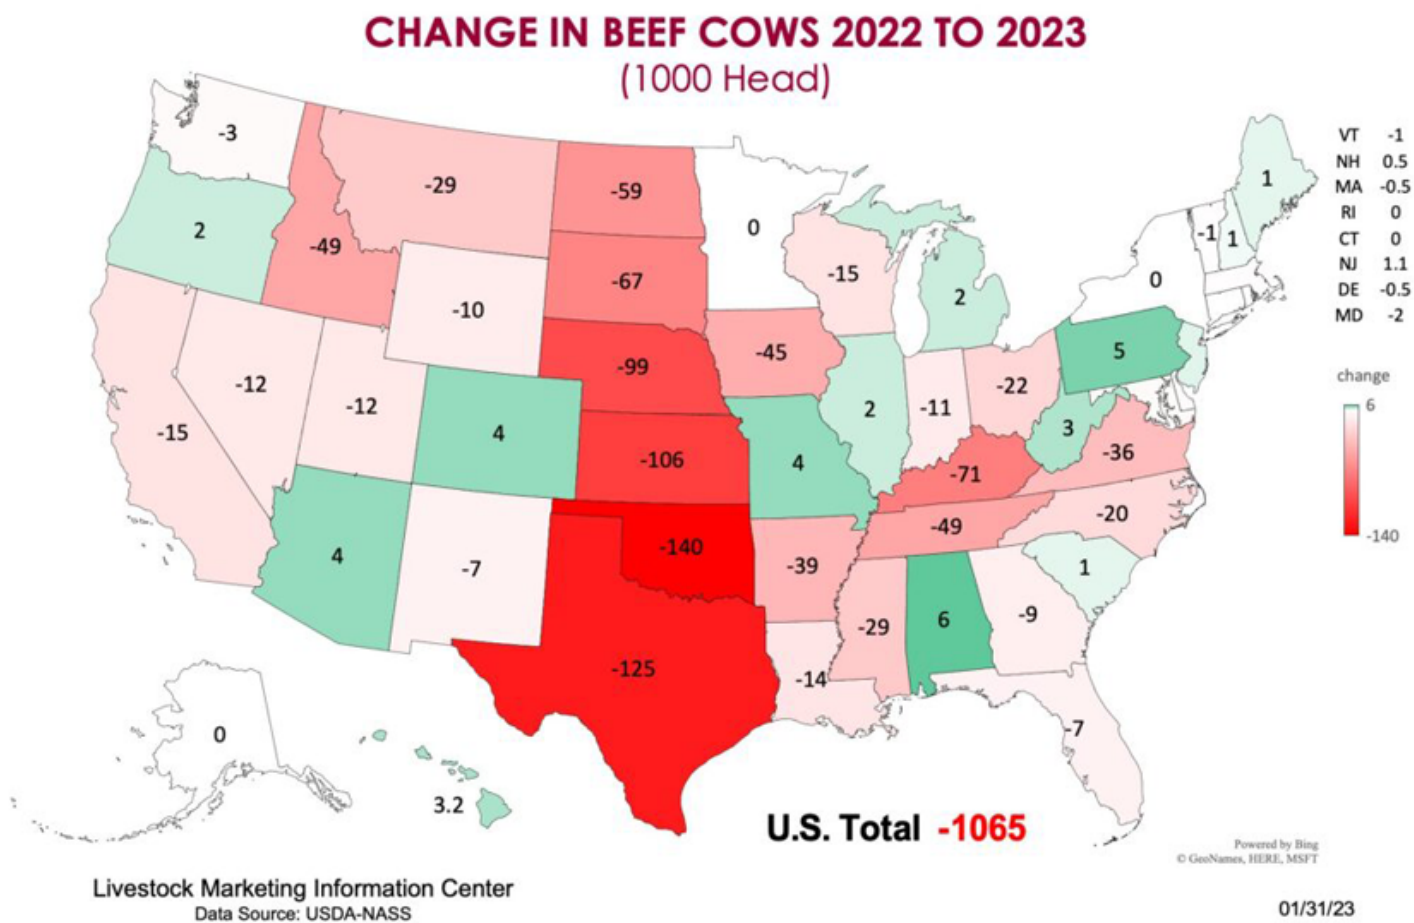 CHANGE IN BEEF COWS 2022 TO 2023
(1000 Head)
-3
-29
-59
0
1
VT -1
NH 0.5
MA -0.5
RI 0
CT 0
NJ 1.1
DE -0.5
MD -2
2
-49
-10
-67
-15
2
-1
1
0
-12
-12
-99
-45
2
-11
-22
5
change
6
-140
-15
4
-106
4
-71
3
-36
4
-7
-140
-39
-49
-20
-125
-14
-29
6
-9
1
0
3.2
-7
U.S. Total -1065
Powered by Bing
© GeoNames, HERE, MSFT
Livestock Marketing Information Center
Data Source: USDA-NASS
01/31/23